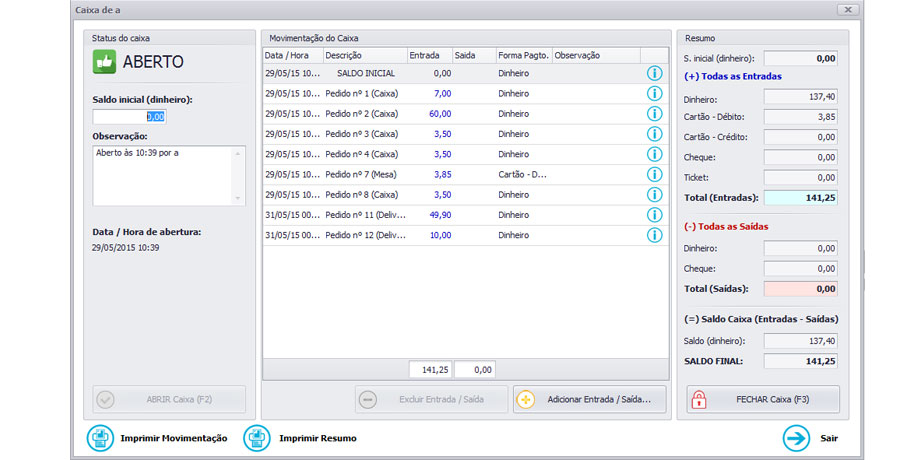 Caixa de a
Status do caixa
ABERTO
Saldo inicial (dinheiro):
0,00
Observação:
Aberto às 10:39 por a
Data / Hora de abertura:
29/05/2015 10:39
ABRIR Caixa (F2)
Movimentação do Caixa
Data / Hora Descrição Entrada Saida Forma Pagto. Observação
29/05/15 10... SALDO INICIAL 0,00 Dinheiro
29/05/15 10... Pedido nº 1 (Caixa) 7,00 Dinheiro
29/05/15 10... Pedido nº 2 (Caixa) 60,00 Dinheiro
29/05/15 10... Pedido nº 3 (Caixa) 3,50 Dinheiro
29/05/15 10... Pedido nº 4 (Caixa) 3,50 Dinheiro
29/05/15 10... Pedido nº 7 (Mesa) 3,85 Cartão - D...
29/05/15 10... Pedido nº 8 (Caixa) 3,50 Dinheiro
31/05/15 00... Pedido nº 11 (Deliv... 49,90 Dinheiro
31/05/15 00... Pedido nº 12 (Deliv... 10,00 Dinheiro
141,25 0,00
Excluir Entrada / Saída
Adicionar Entrada / Saída...
Resumo
S. inicial (dinheiro): 0,00
(+) Todas as Entradas
Dinheiro: 137,40
Cartão - Débito: 3,85
Cartão - Crédito: 0,00
Cheque: 0,00
Ticket: 0,00
Total (Entradas): 141,25
(-) Todas as Saídas
Dinheiro: 0,00
Cheque: 0,00
Total (Saídas): 0,00
(=) Saldo Caixa (Entradas - Saídas)
Saldo (dinheiro): 137,40
SALDO FINAL: 141,25
FECHAR Caixa (F3)
Imprimir Movimentação
Imprimir Resumo
Sair